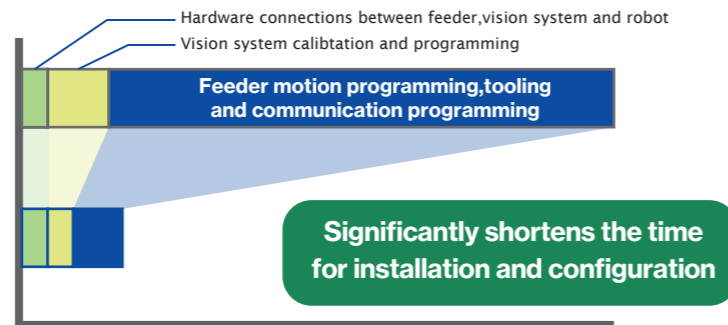 Hardware connections between feeder,vision system and robot
Vision system calibtation and programming
Feeder motion programming,tooling
and communication programming
Significantly shortens the time
for installation and configuration